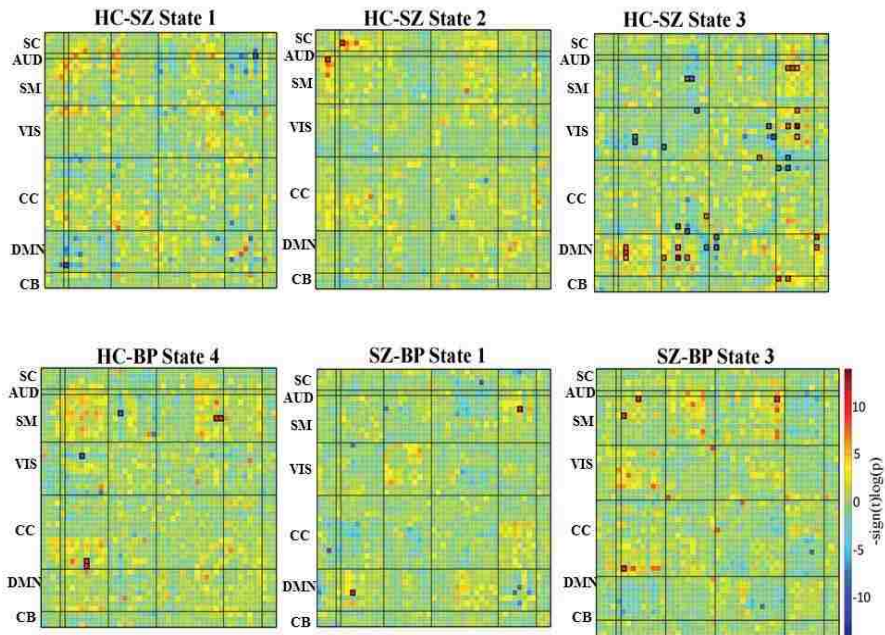 HC-SZ State 1
HC-SZ State 2
HC-SZ State 3
SC
AUD
SM
VIS
CC
DMN
CB
SC
AUD
SM
VIS
CC
DMN
CB
SC
AUD
SM
VIS
CC
DMN
CB
HC-BP State 4
SZ-BP State 1
SZ-BP State 3
SC
AUD
SM
VIS
CC
DMN
CB
SC
AUD
SM
VIS
CC
DMN
CB
SC
AUD
SM
VIS
CC
DMN
CB
10
5
0
-5
-10
-sign(t)log(p)